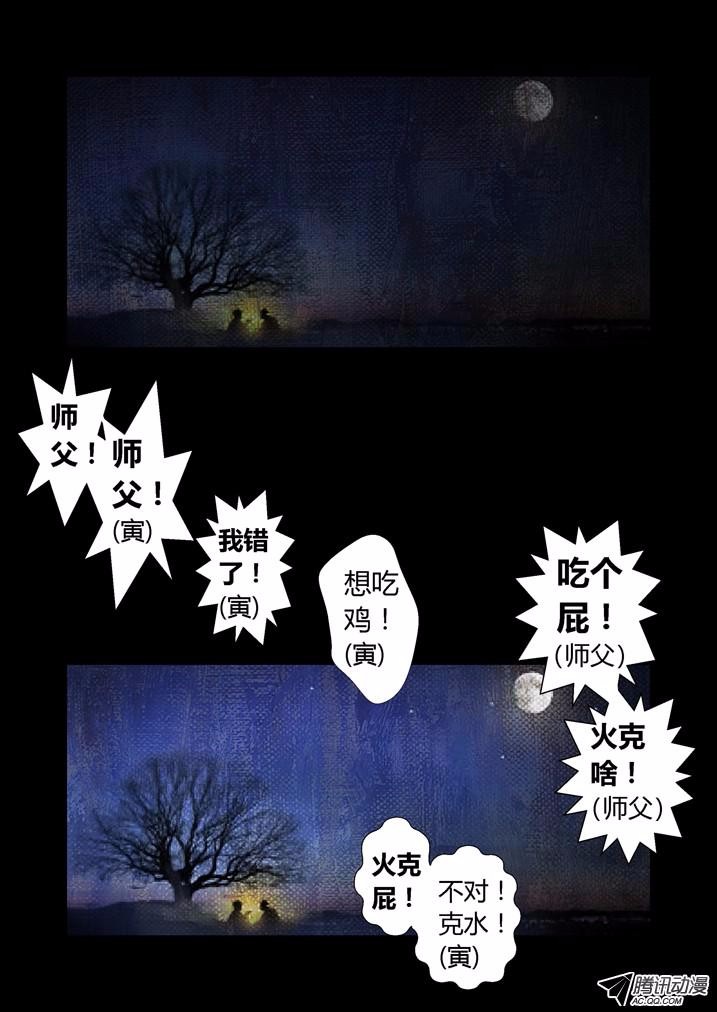 师
父！
师
父！
(寅)
我错
了！
(寅)
想吃
鸡！
(寅)
吃个
屁！
(师父)
火克
啥！
(师父)
火克
屁！
不对！
克水！
(寅)
腾讯动漫
AC.QQ.COM